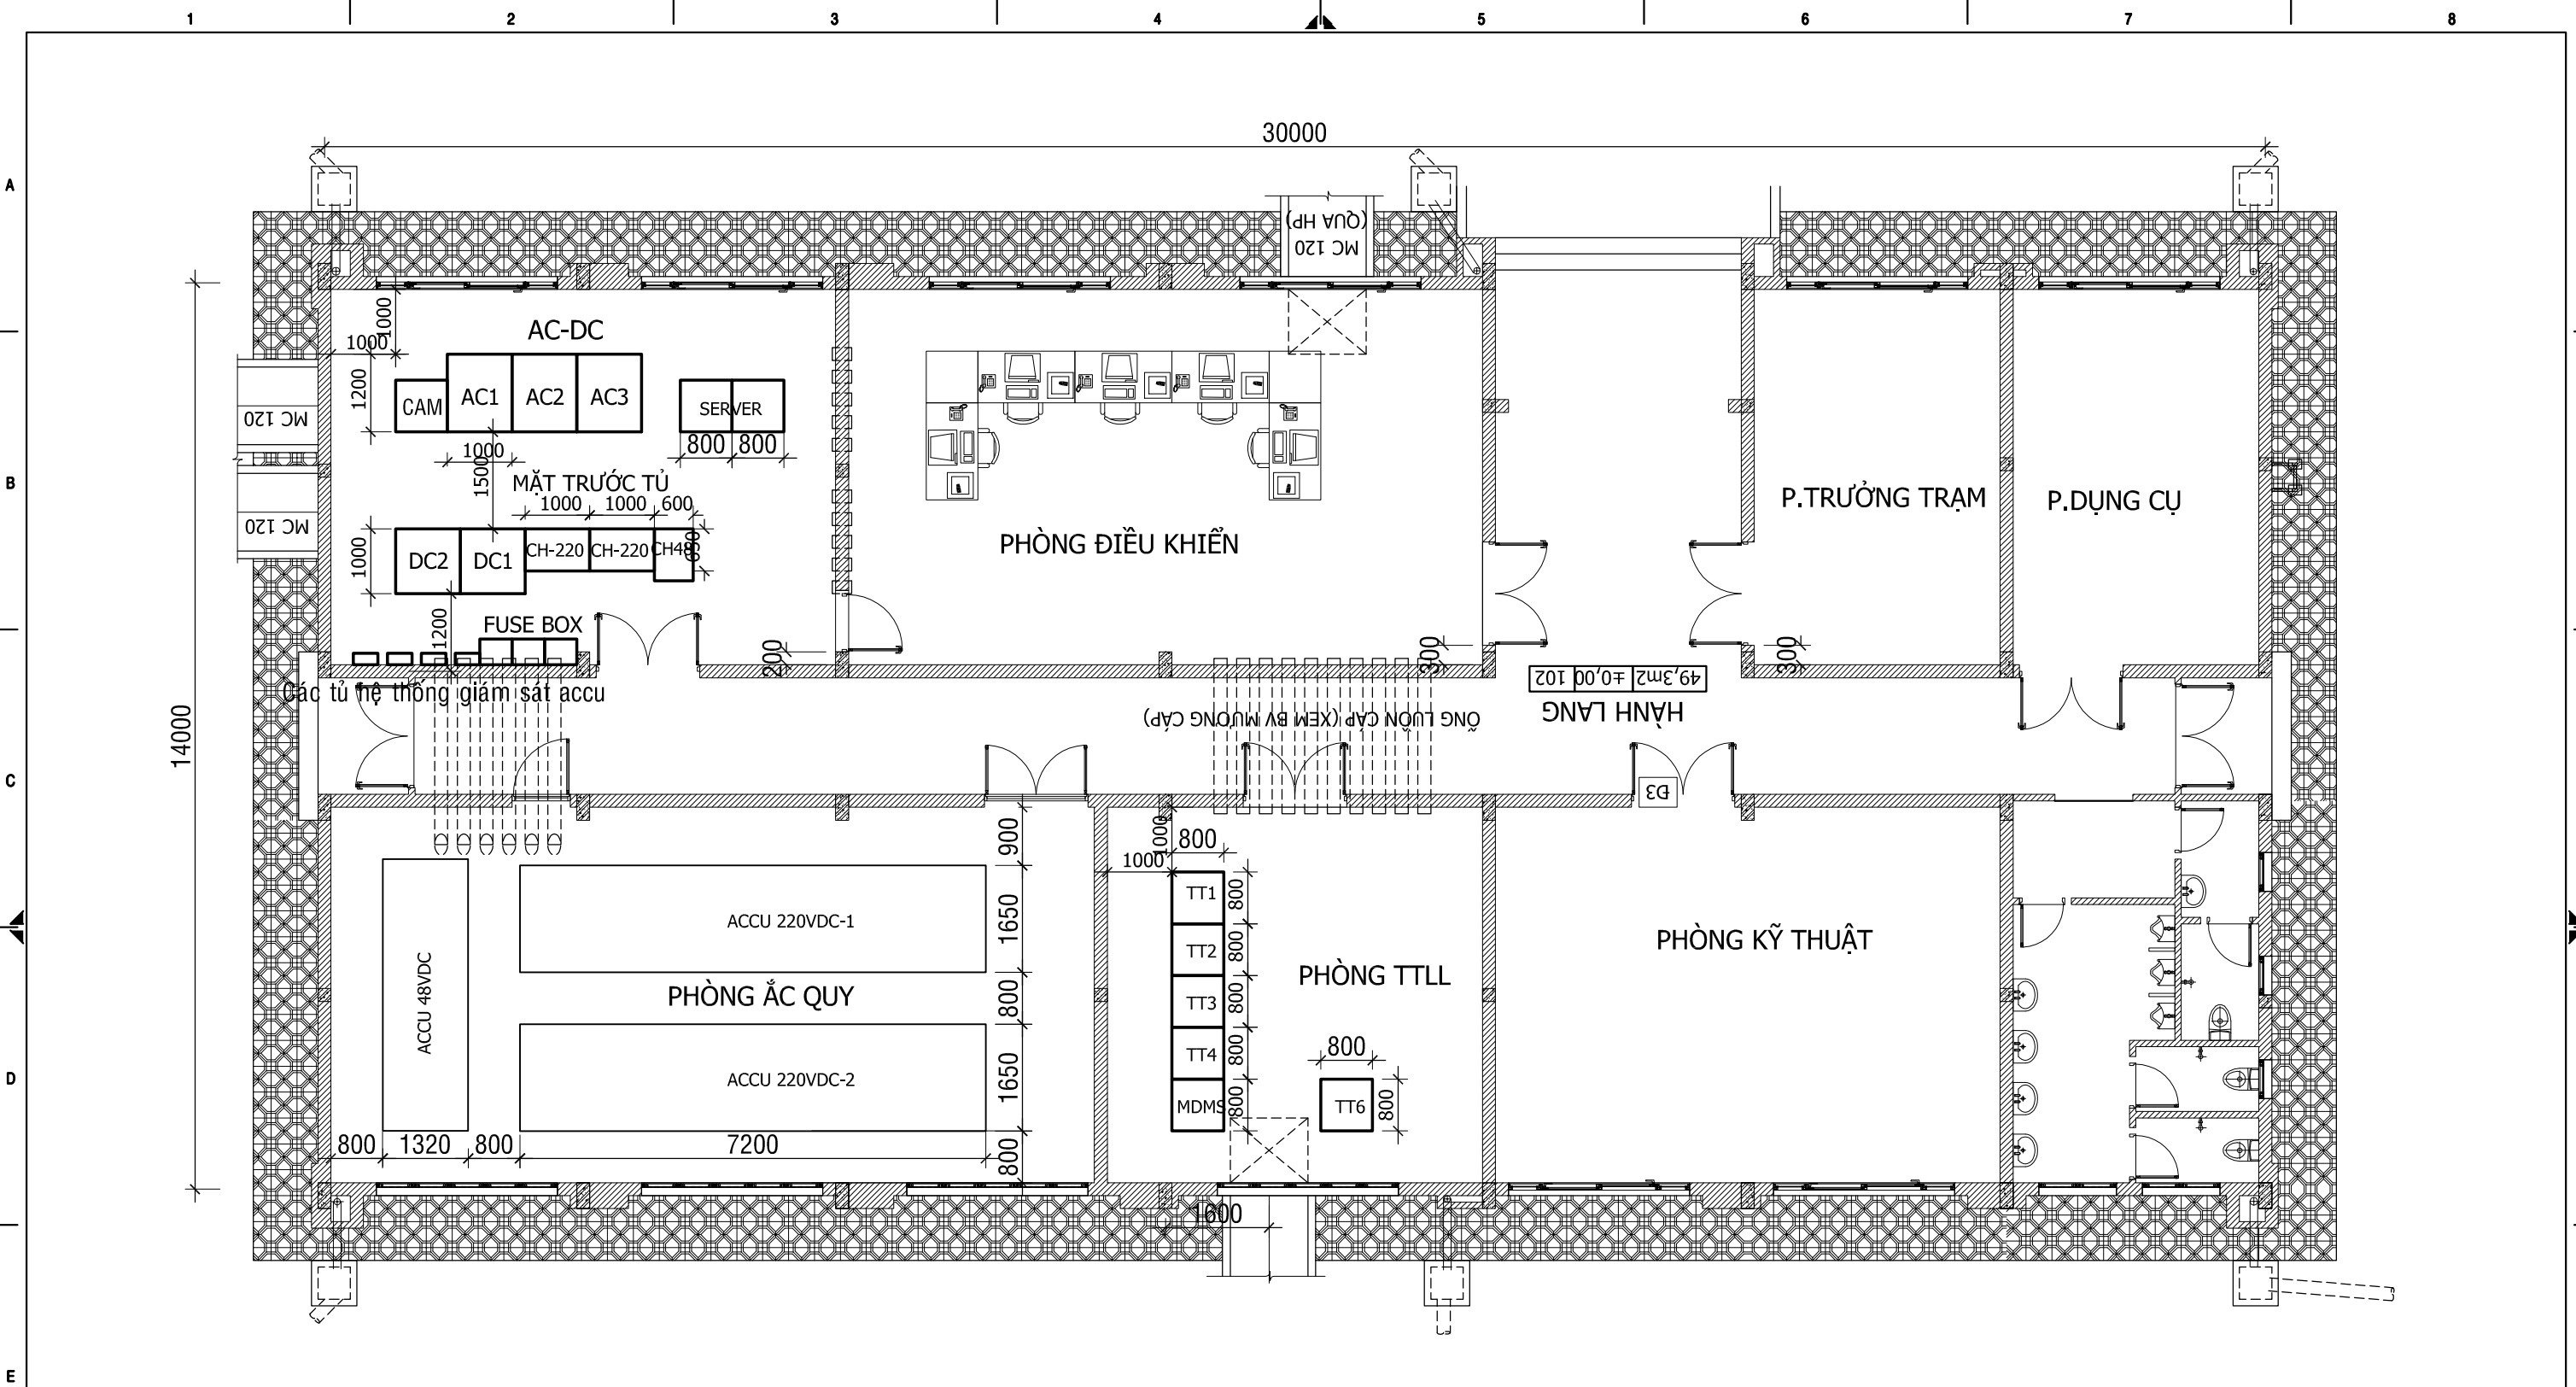 1 2 3 4 5 6 7 8
30000
A
(QUA HP)
MC 120
1000
AC-DC
1000
1200
CAM
AC1
AC2
AC3
SERVER
MC 120
1000
800
800
1500
B
MẶT TRƯỚC TỦ
1000
1000
600
P.TRƯỞNG TRẠM
P.DỤNG CỤ
MC 120
PHÒNG ĐIỀU KHIỂN
1000
DC2
DC1
CH-220
CH-220
CH48
FUSE BOX
1200
200
300
300
102
±0,00
49,3m2
Các tủ hệ thống giám sát accu
HÀNH LANG
ỐNG LUỒN CÁP (XEM BV MƯƠNG CÁP)
14000
C
Đ3
900
1000
800
1000
TT1
800
ACCU 220VDC-1
1650
PHÒNG KỸ THUẬT
TT2
800
ACCU 48VDC
PHÒNG TTLL
PHÒNG ẮC QUY
800
TT3
800
TT4
800
800
D
ACCU 220VDC-2
1650
MDMS
800
TT6
800
800
1320
800
7200
800
1600
E